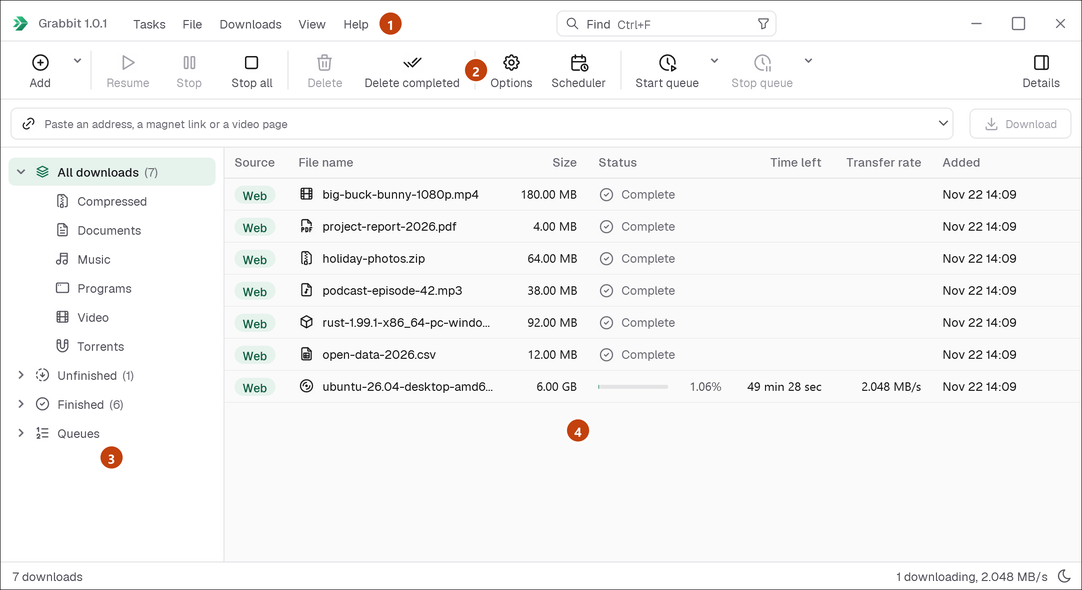 Grabbit 1.0.1 Tasks File Downloads View Help 1 Find Ctrl+F
Add Resume Stop Stop all Delete Delete completed 2 Options Scheduler Start queue Stop queue Details
Paste an address, a magnet link or a video page Download
All downloads (7)
Compressed
Documents
Music
Programs
Video
Torrents
Unfinished (1)
Finished (6)
Queues
3
Source File name Size Status Time left Transfer rate Added
Web big-buck-bunny-1080p.mp4 180.00 MB Complete Nov 22 14:09
Web PDF project-report-2026.pdf 4.00 MB Complete Nov 22 14:09
Web holiday-photos.zip 64.00 MB Complete Nov 22 14:09
Web podcast-episode-42.mp3 38.00 MB Complete Nov 22 14:09
Web rust-1.99.1-x86_64-pc-windo... 92.00 MB Complete Nov 22 14:09
Web open-data-2026.csv 12.00 MB Complete Nov 22 14:09
Web ubuntu-26.04-desktop-amd6... 6.00 GB 1.06% 49 min 28 sec 2.048 MB/s Nov 22 14:09
4
7 downloads 1 downloading, 2.048 MB/s